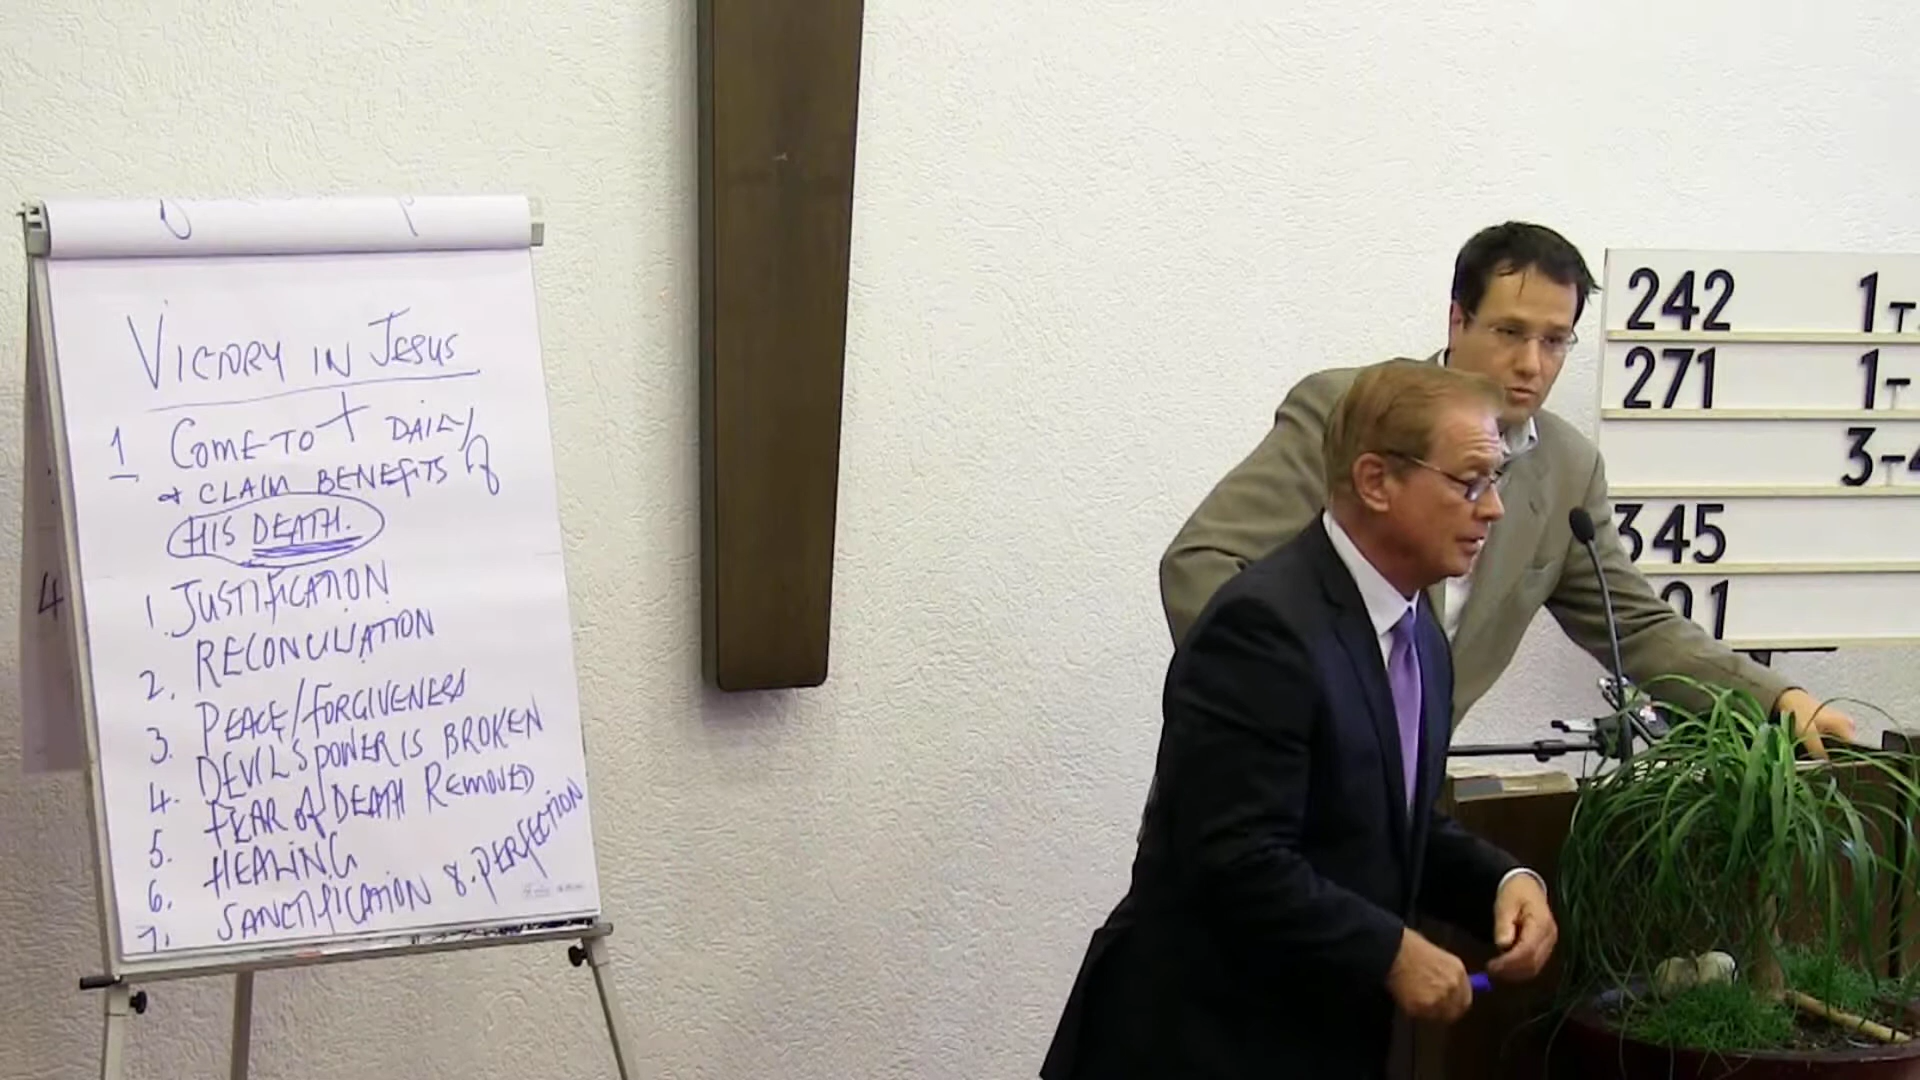 VICTORY IN JESUS
1 COME TO + DAILY
+ CLAIM BENEFITS of
HIS DEATH.
1. JUSTIFICATION
2. RECONCILIATION
3. PEACE/FORGIVENESS
4. DEVIL'S POWER IS BROKEN
5. FEAR of DEATH REMOVED
6. HEALING
7. SANCTIFICATION 8. PERFECTION
4
242 1-
271 1-
3-4
345